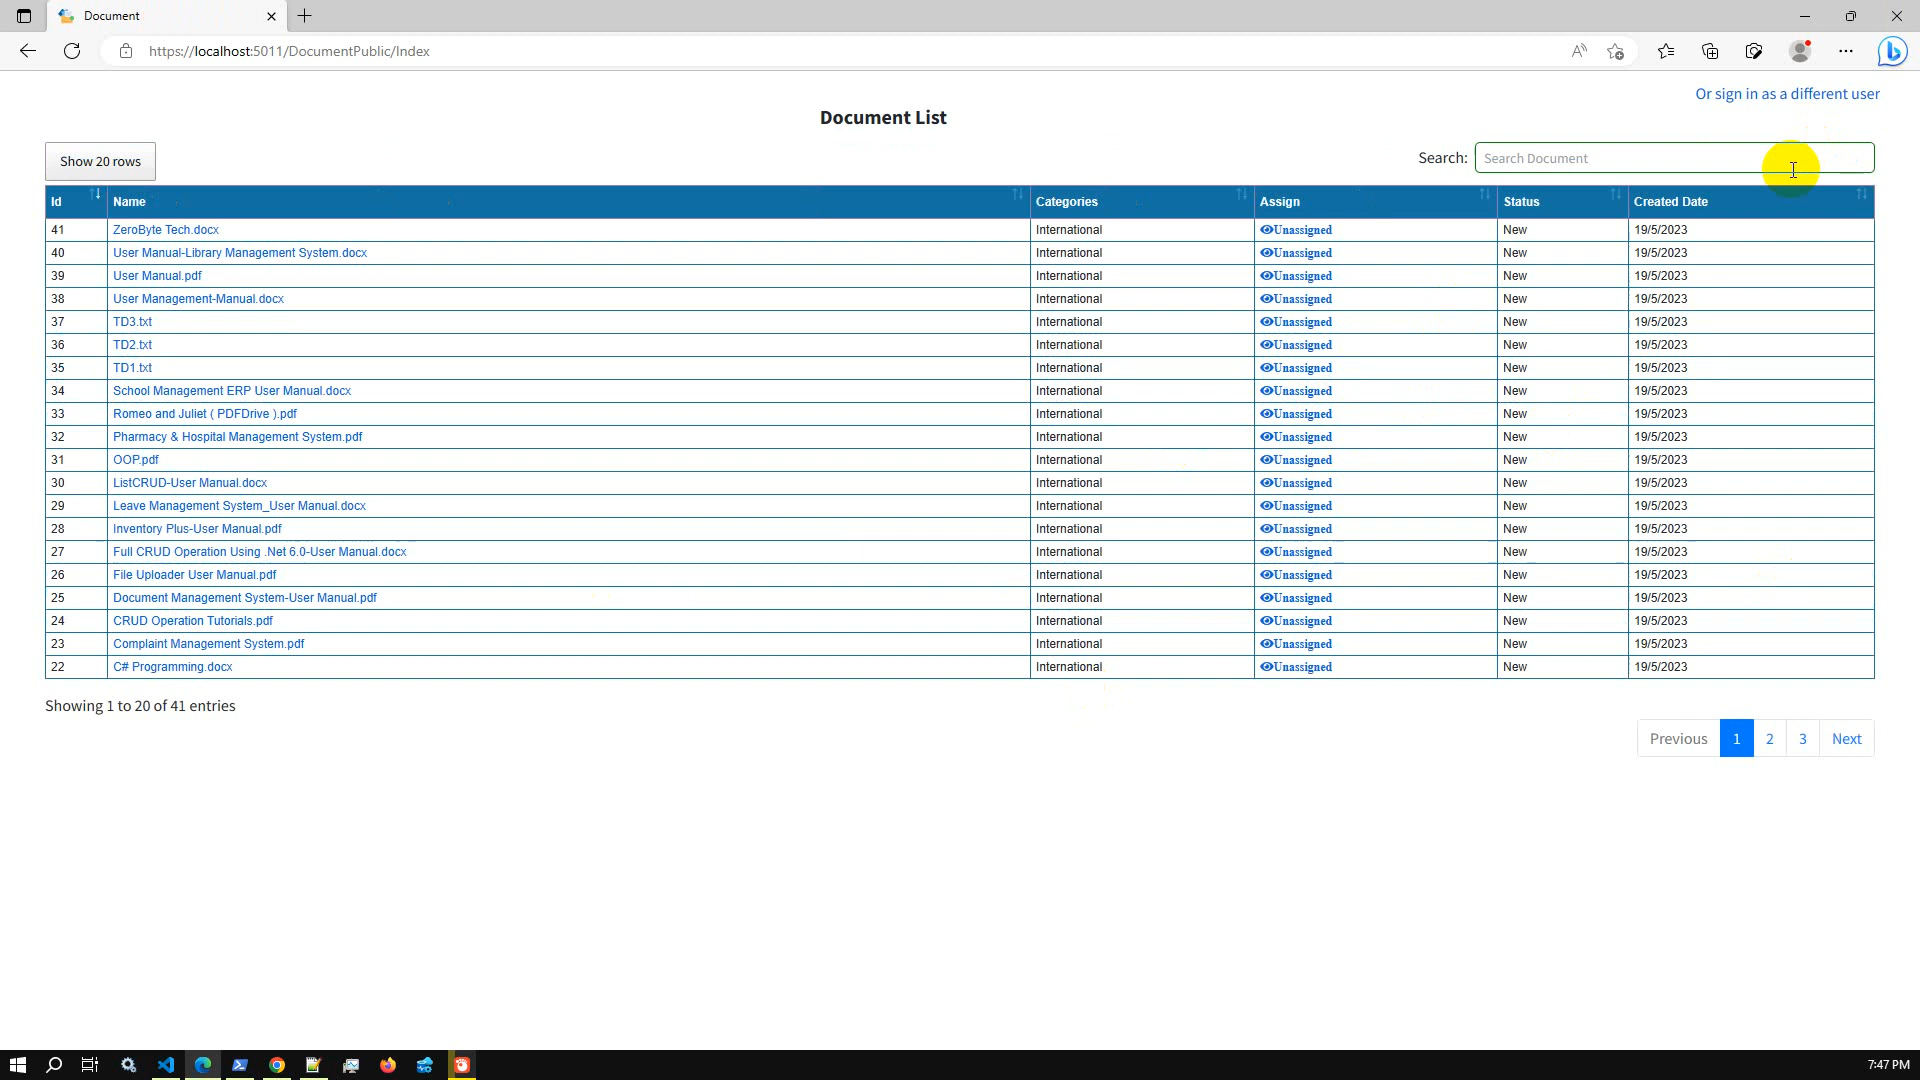 Document
https://localhost:5011/DocumentPublic/Index
Or sign in as a different user
Document List
Show 20 rows
Search: Search Document
Id Name Categories Assign Status Created Date
41 ZeroByte Tech.docx International Unassigned New 19/5/2023
40 User Manual-Library Management System.docx International Unassigned New 19/5/2023
39 User Manual.pdf International Unassigned New 19/5/2023
38 User Management-Manual.docx International Unassigned New 19/5/2023
37 TD3.txt International Unassigned New 19/5/2023
36 TD2.txt International Unassigned New 19/5/2023
35 TD1.txt International Unassigned New 19/5/2023
34 School Management ERP User Manual.docx International Unassigned New 19/5/2023
33 Romeo and Juliet ( PDFDrive ).pdf International Unassigned New 19/5/2023
32 Pharmacy & Hospital Management System.pdf International Unassigned New 19/5/2023
31 OOP.pdf International Unassigned New 19/5/2023
30 ListCRUD-User Manual.docx International Unassigned New 19/5/2023
29 Leave Management System_User Manual.docx International Unassigned New 19/5/2023
28 Inventory Plus-User Manual.pdf International Unassigned New 19/5/2023
27 Full CRUD Operation Using .Net 6.0-User Manual.docx International Unassigned New 19/5/2023
26 File Uploader User Manual.pdf International Unassigned New 19/5/2023
25 Document Management System-User Manual.pdf International Unassigned New 19/5/2023
24 CRUD Operation Tutorials.pdf International Unassigned New 19/5/2023
23 Complaint Management System.pdf International Unassigned New 19/5/2023
22 C# Programming.docx International Unassigned New 19/5/2023
Showing 1 to 20 of 41 entries
Previous 1 2 3 Next
7:47 PM